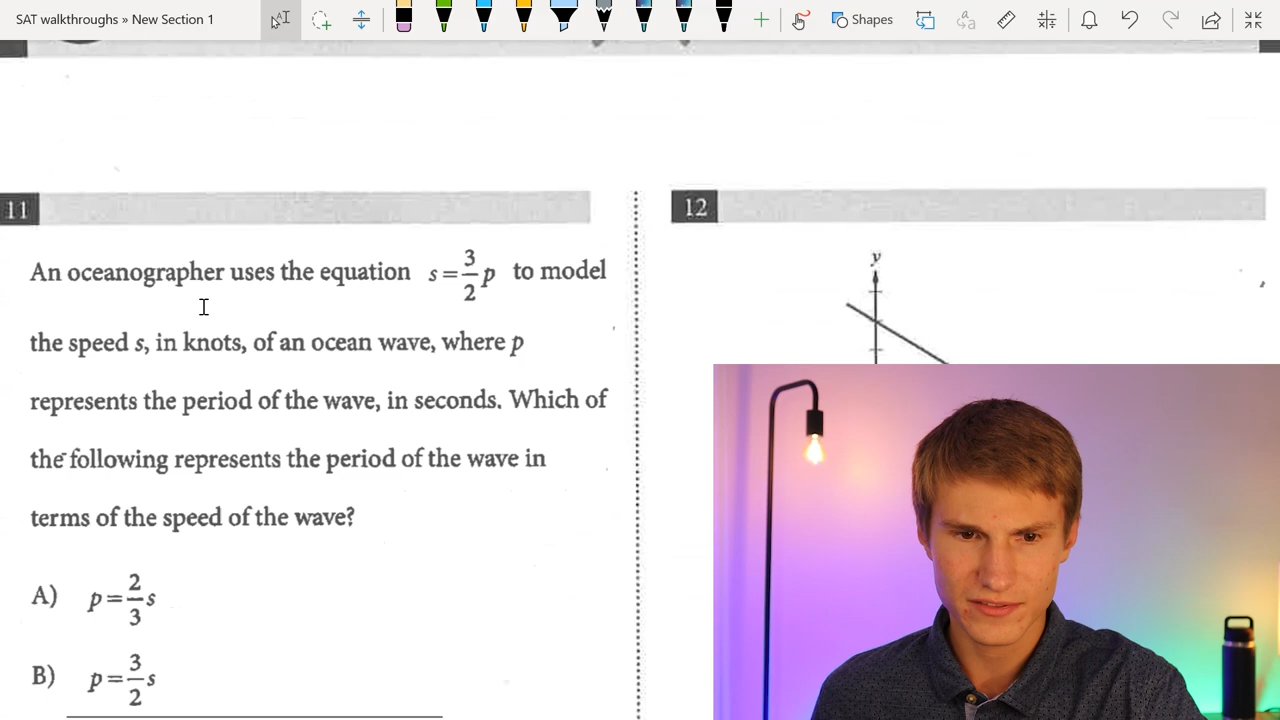 SAT walkthroughs » New Section 1
Shapes
11
An oceanographer uses the equation s = 3/2 p to model
the speed s, in knots, of an ocean wave, where p
represents the period of the wave, in seconds. Which of
the following represents the period of the wave in
terms of the speed of the wave?
A) p = 2/3 s
B) p = 3/2 s
12
y